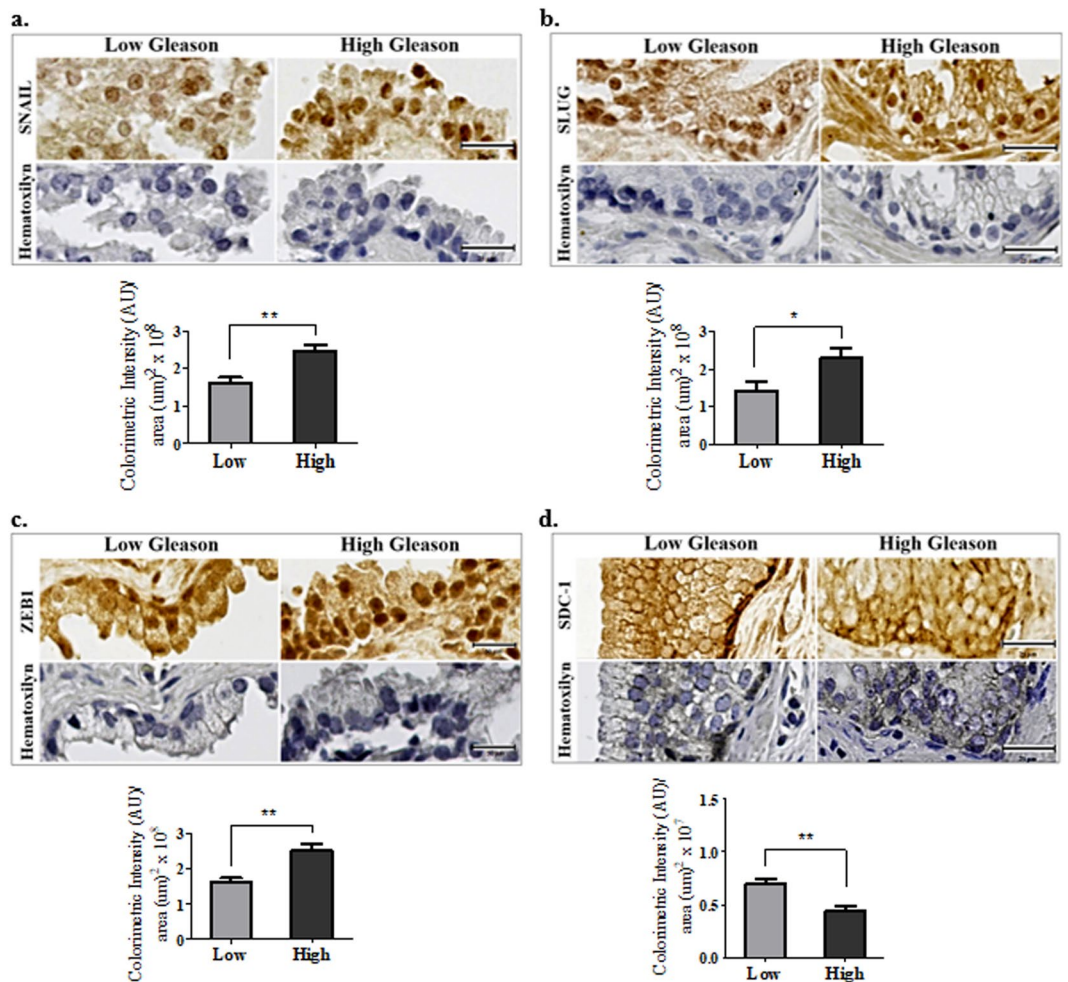 a.
Low Gleason High Gleason
SNAIL
Hematoxilyn
Colorimetric Intensity (AU)/
area (um)2 x 108
3
2
1
0
**
Low High
b.
Low Gleason High Gleason
SLUG
Hematoxilyn
Colorimetric Intensity (AU)/
area (um)2 x 108
3
2
1
0
*
Low High
c.
Low Gleason High Gleason
ZEB1
Hematoxilyn
Colorimetric Intensity (AU)/
area (um)2 x 108
3
2
1
0
**
Low High
d.
Low Gleason High Gleason
SDC-1
Hematoxilyn
Colorimetric Intensity (AU)/
area (um)2 x 107
1.5
1.0
0.5
0.0
**
Low High